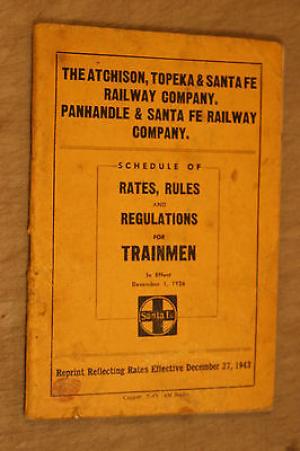 THE ATCHISON, TOPEKA & SANTA FE
RAILWAY COMPANY.
PANHANDLE & SANTA FE RAILWAY
COMPANY.
SCHEDULE OF
RATES, RULES
AND
REGULATIONS
FOR
TRAINMEN
In Effect
December 1, 1926
Santa Fe
Reprint Reflecting Rates Effective December 27, 1943